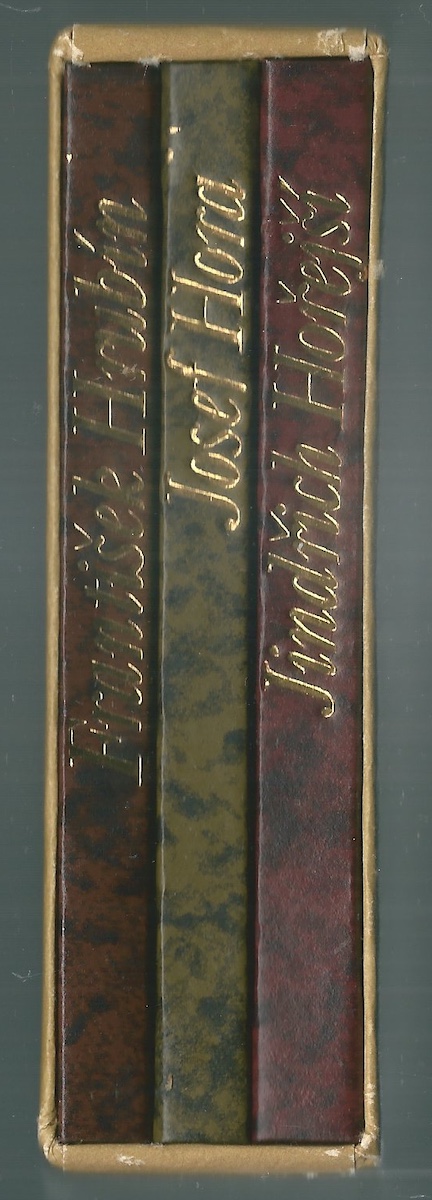 František Hrubín
Josef Hora
Jindřich Hořejší